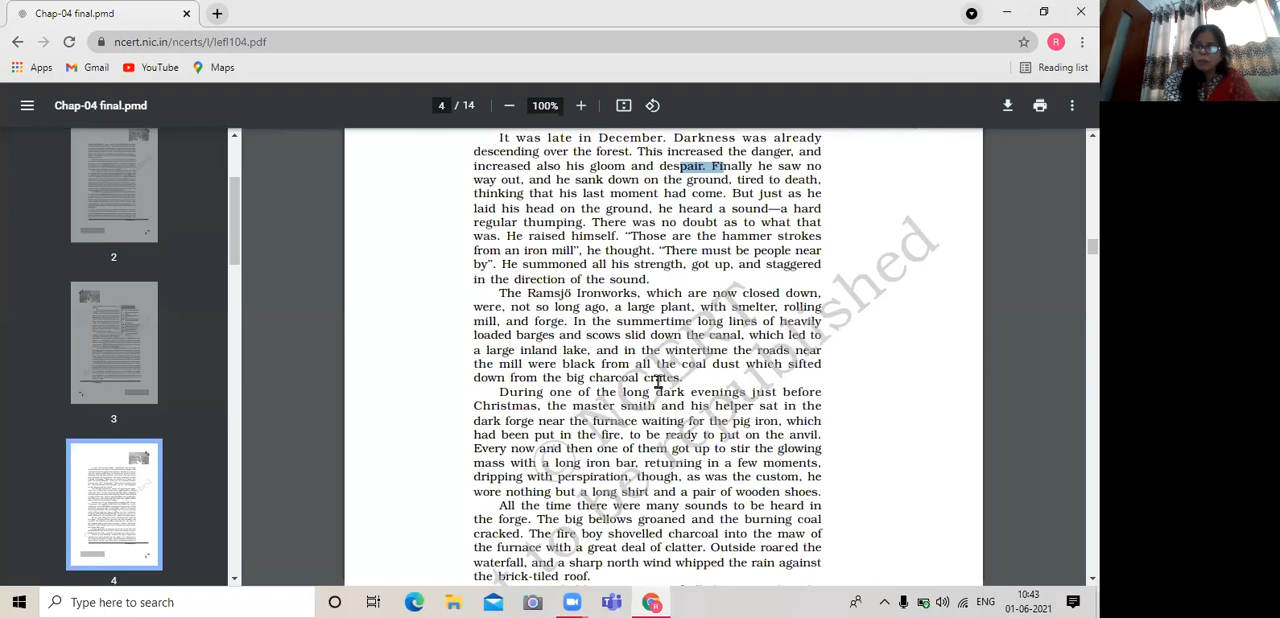 Chap-04 final.pmd
ncert.nic.in/ncerts/l/lefl104.pdf
R
Apps
Gmail
YouTube
Maps
Reading list
Chap-04 final.pmd
4 / 14
100%
2
3
4
It was late in December. Darkness was already
descending over the forest. This increased the danger, and
increased also his gloom and despair. Finally he saw no
way out, and he sank down on the ground, tired to death,
thinking that his last moment had come. But just as he
laid his head on the ground, he heard a sound—a hard
regular thumping. There was no doubt as to what that
was. He raised himself. “Those are the hammer strokes
from an iron mill”, he thought. “There must be people near
by”. He summoned all his strength, got up, and staggered
in the direction of the sound.
The Ramsjö Ironworks, which are now closed down,
were, not so long ago, a large plant, with smelter, rolling
mill, and forge. In the summertime long lines of heavily
loaded barges and scows slid down the canal, which led to
a large inland lake, and in the wintertime the roads near
the mill were black from all the coal dust which sifted
down from the big charcoal crates.
During one of the long dark evenings just before
Christmas, the master smith and his helper sat in the
dark forge near the furnace waiting for the pig iron, which
had been put in the fire, to be ready to put on the anvil.
Every now and then one of them got up to stir the glowing
mass with a long iron bar, returning in a few moments,
dripping with perspiration, though, as was the custom, he
wore nothing but a long shirt and a pair of wooden shoes.
All the time there were many sounds to be heard in
the forge. The big bellows groaned and the burning coal
cracked. The fire boy shovelled charcoal into the maw of
the furnace with a great deal of clatter. Outside roared the
waterfall, and a sharp north wind whipped the rain against
the brick-tiled roof.
© NCERT
to be republished
Type here to search
R
ENG
10:43
01-06-2021